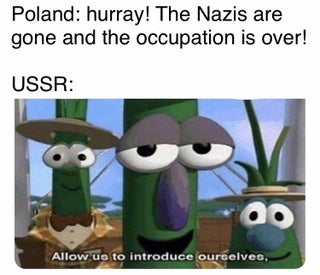 Poland: hurray! The Nazis are
gone and the occupation is over!
USSR:
Allow us to introduce ourselves,